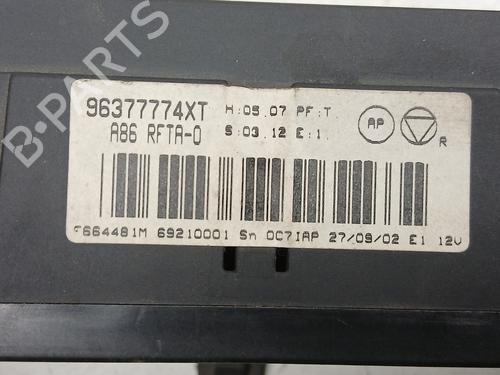 96377774XT H:05.07 PF:T.
A86 RFTA-0 S:03.12 E:1.
AP
R
F664481M 69210001 Sn 0C7IAP 27/09/02 E1 12V
B-PARTS